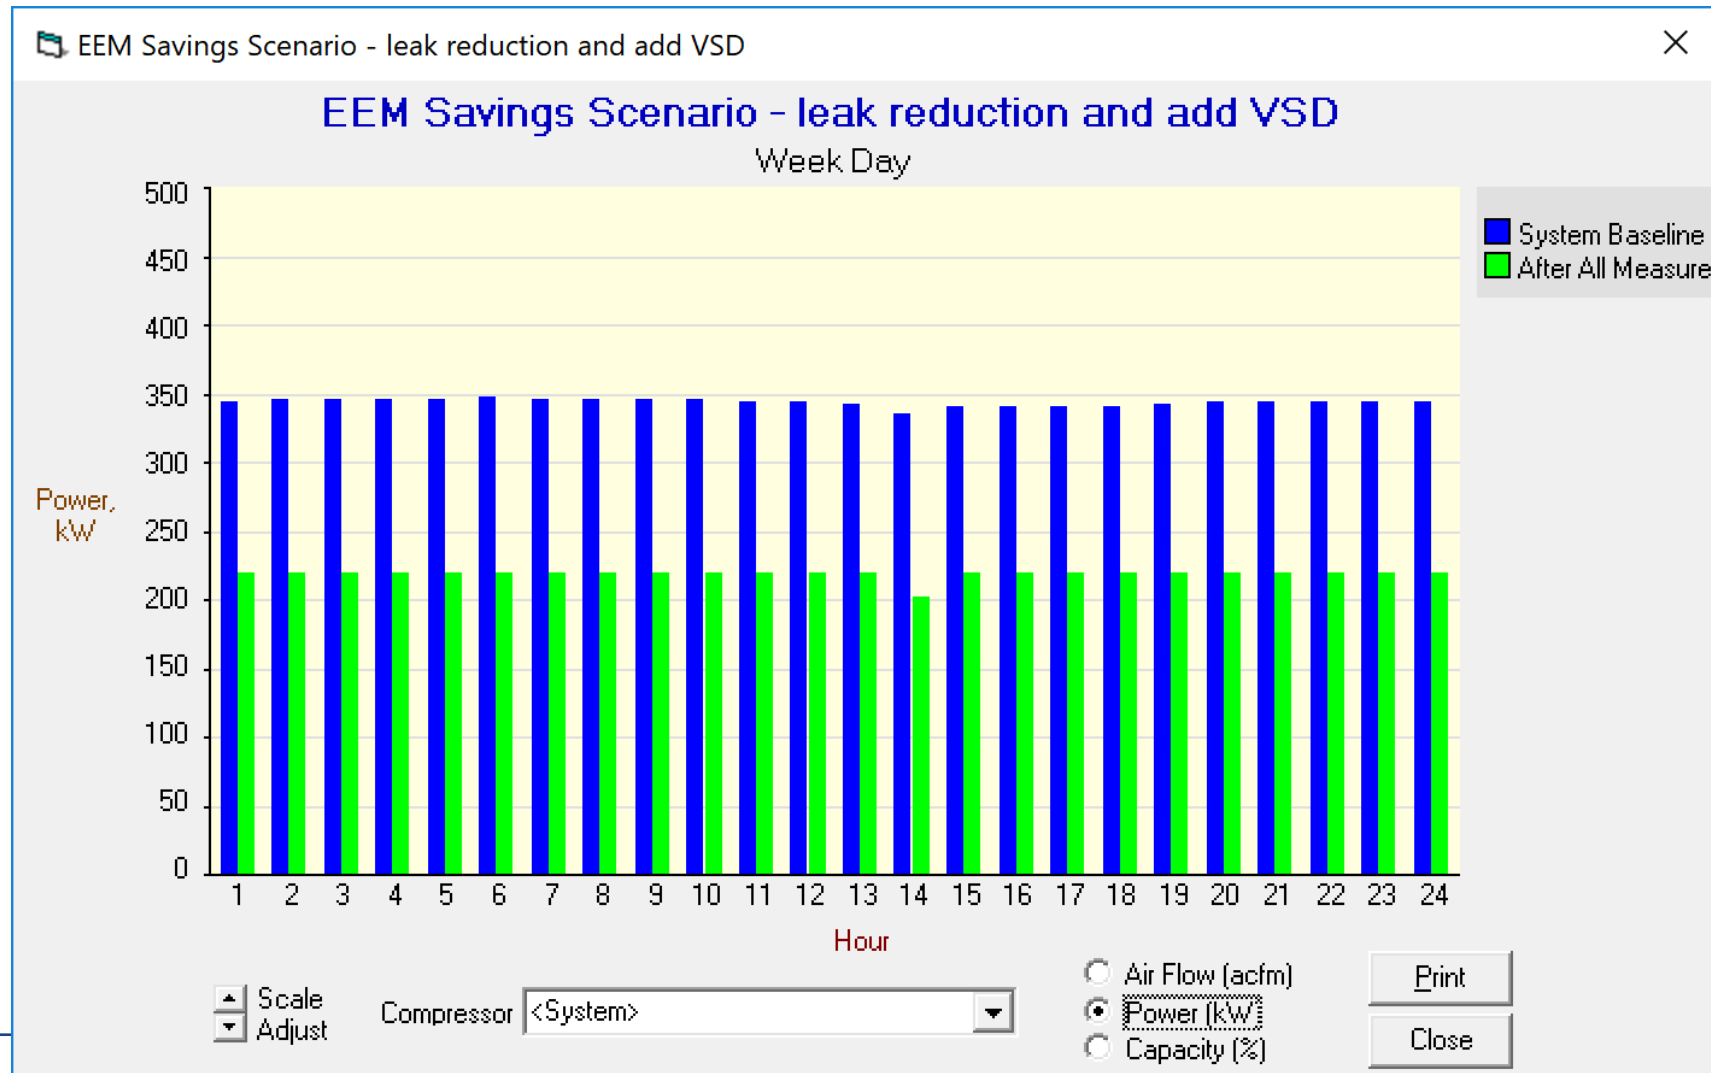 EEM Savings Scenario - leak reduction and add VSD
EEM Savings Scenario - leak reduction and add VSD
Week Day
500
450
400
350
300
250
200
150
100
50
0
Power,
kW
System Baseline
After All Measure
1 2 3 4 5 6 7 8 9 10 11 12 13 14 15 16 17 18 19 20 21 22 23 24
Hour
Scale
Adjust
Compressor
<System>
Air Flow (acfm)
Power (kW)
Capacity (%)
Print
Close